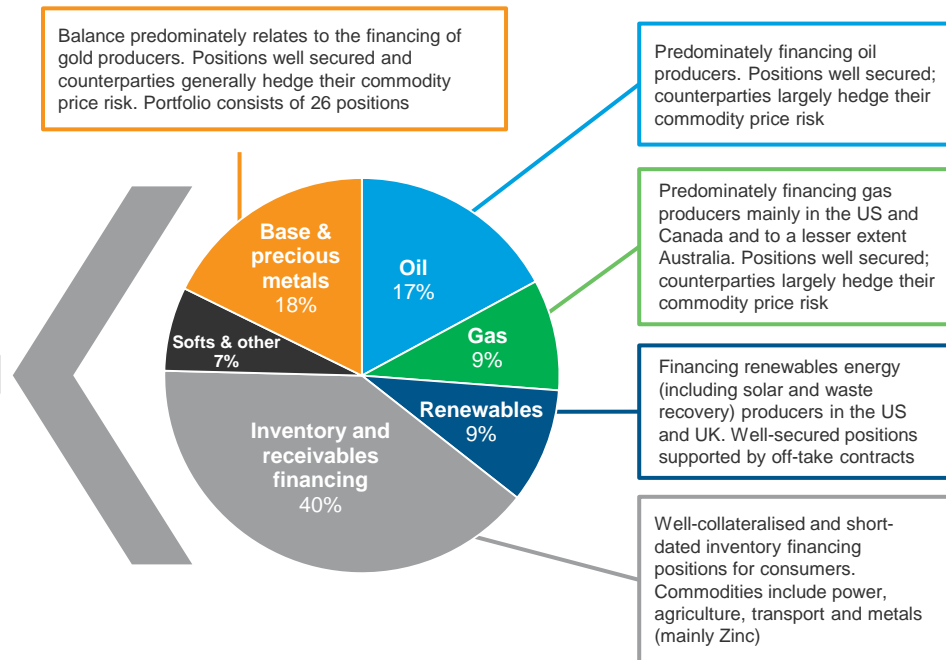 Balance predominately relates to the financing of
gold producers. Positions well secured and
counterparties generally hedge their commodity
price risk. Portfolio consists of 26 positions
Predominately financing oil
producers. Positions well secured;
counterparties largely hedge their
commodity price risk
Predominately financing gas
producers mainly in the US and
Canada and to a lesser extent
Australia. Positions well secured;
counterparties largely hedge their
commodity price risk
Base &
precious
metals
18%
Oil
17%
Softs & other
7%
Gas
9%
Renewables
9%
Inventory and
receivables
financing
40%
Financing renewables energy
(including solar and waste
recovery) producers in the US
and UK. Well-secured positions
supported by off-take contracts
Well-collateralised and short-
dated inventory financing
positions for consumers.
Commodities include power,
agriculture, transport and metals
(mainly Zinc)